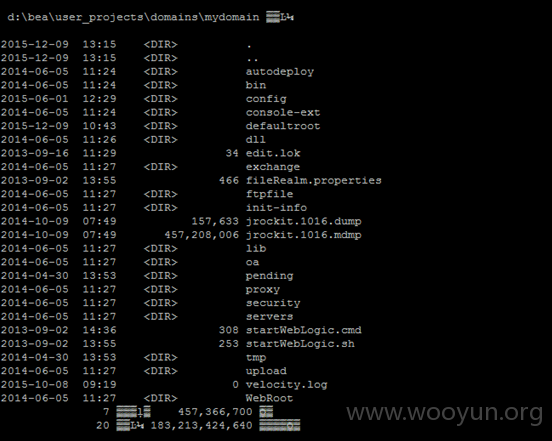 d:\bea\user_projects\domains\mydomain
2015-12-09 13:15 <DIR> .
2015-12-09 13:15 <DIR> ..
2014-06-05 11:24 <DIR> autodeploy
2014-06-05 11:24 <DIR> bin
2015-06-01 12:29 <DIR> config
2014-06-05 11:24 <DIR> console-ext
2015-12-09 10:43 <DIR> defaultroot
2014-06-05 11:26 <DIR> dll
2013-09-16 11:29 34 edit.lok
2014-06-05 11:27 <DIR> exchange
2013-09-02 13:55 466 fileRealm.properties
2014-06-05 11:27 <DIR> ftpfile
2014-06-05 11:27 <DIR> init-info
2014-10-09 07:49 157,633 jrockit.1016.dump
2014-10-09 07:49 457,208,006 jrockit.1016.mdmp
2014-06-05 11:27 <DIR> lib
2014-06-05 11:27 <DIR> oa
2014-04-30 13:53 <DIR> pending
2014-06-05 11:27 <DIR> proxy
2014-06-05 11:27 <DIR> security
2014-06-05 11:27 <DIR> servers
2013-09-02 14:36 308 startWebLogic.cmd
2013-09-02 13:55 253 startWebLogic.sh
2014-04-30 13:53 <DIR> tmp
2014-06-05 11:27 <DIR> upload
2015-10-08 09:19 0 velocity.log
2014-06-05 11:27 <DIR> WebRoot
7 457,366,700
20 183,213,424,640
www.wooyun.org